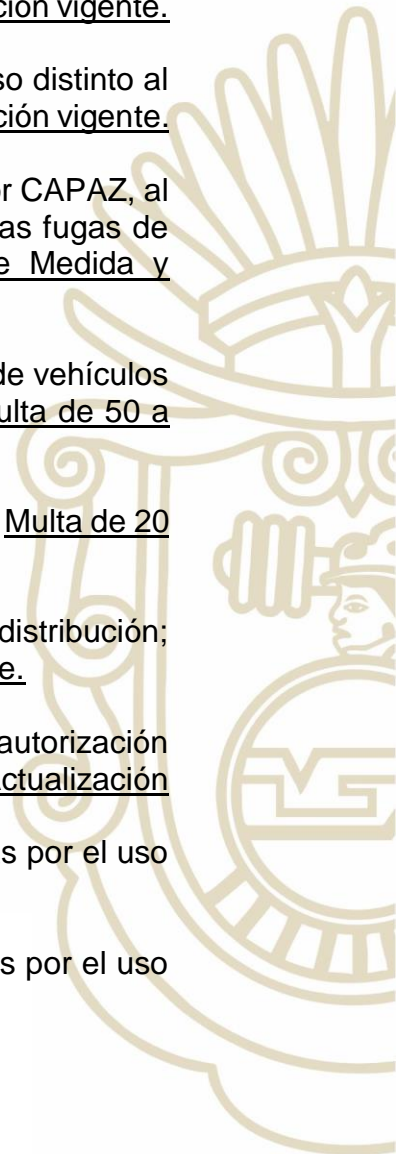 ción vigente.
so distinto al
ción vigente.
r CAPAZ, al
as fugas de
e Medida y
de vehículos
ulta de 50 a
Multa de 20
distribución;
e.
autorización
ctualización
s por el uso
s por el uso